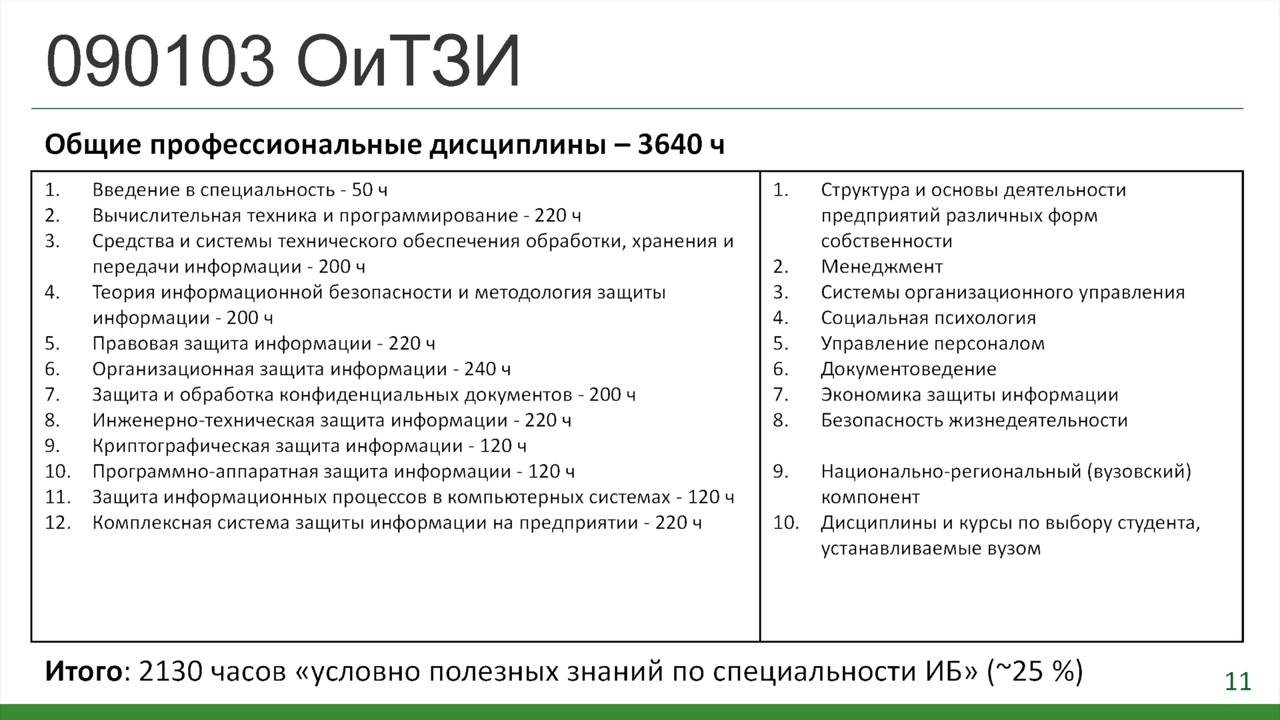 090103 ОиТЗИ
Общие профессиональные дисциплины – 3640 ч
1. Введение в специальность - 50 ч
2. Вычислительная техника и программирование - 220 ч
3. Средства и системы технического обеспечения обработки, хранения и
передачи информации - 200 ч
4. Теория информационной безопасности и методология защиты
информации - 200 ч
5. Правовая защита информации - 220 ч
6. Организационная защита информации - 240 ч
7. Защита и обработка конфиденциальных документов - 200 ч
8. Инженерно-техническая защита информации - 220 ч
9. Криптографическая защита информации - 120 ч
10. Программно-аппаратная защита информации - 120 ч
11. Защита информационных процессов в компьютерных системах - 120 ч
12. Комплексная система защиты информации на предприятии - 220 ч
1. Структура и основы деятельности
предприятий различных форм
собственности
2. Менеджмент
3. Системы организационного управления
4. Социальная психология
5. Управление персоналом
6. Документоведение
7. Экономика защиты информации
8. Безопасность жизнедеятельности
9. Национально-региональный (вузовский)
компонент
10. Дисциплины и курсы по выбору студента,
устанавливаемые вузом
Итого: 2130 часов «условно полезных знаний по специальности ИБ» (~25 %)
11